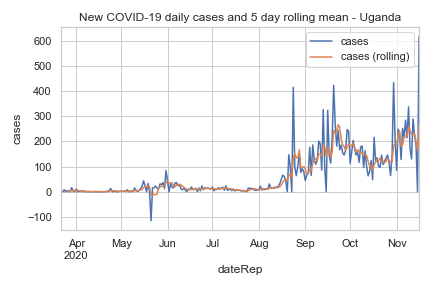 New COVID-19 daily cases and 5 day rolling mean - Uganda
cases
cases (rolling)
600
500
400
300
200
100
0
−100
cases
Apr
2020
May
Jun
Jul
Aug
Sep
Oct
Nov
dateRep